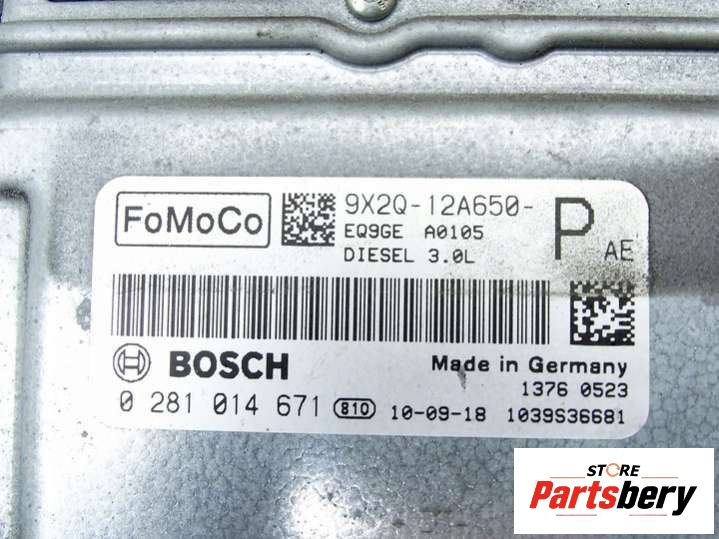 FoMoCo
9X2Q-12A650-
P AE
EQ9GE A0105
DIESEL 3.0L
BOSCH
Made in Germany
1376 0523
0 281 014 671 810 10-09-18 1039S36681
STORE
Partsbery